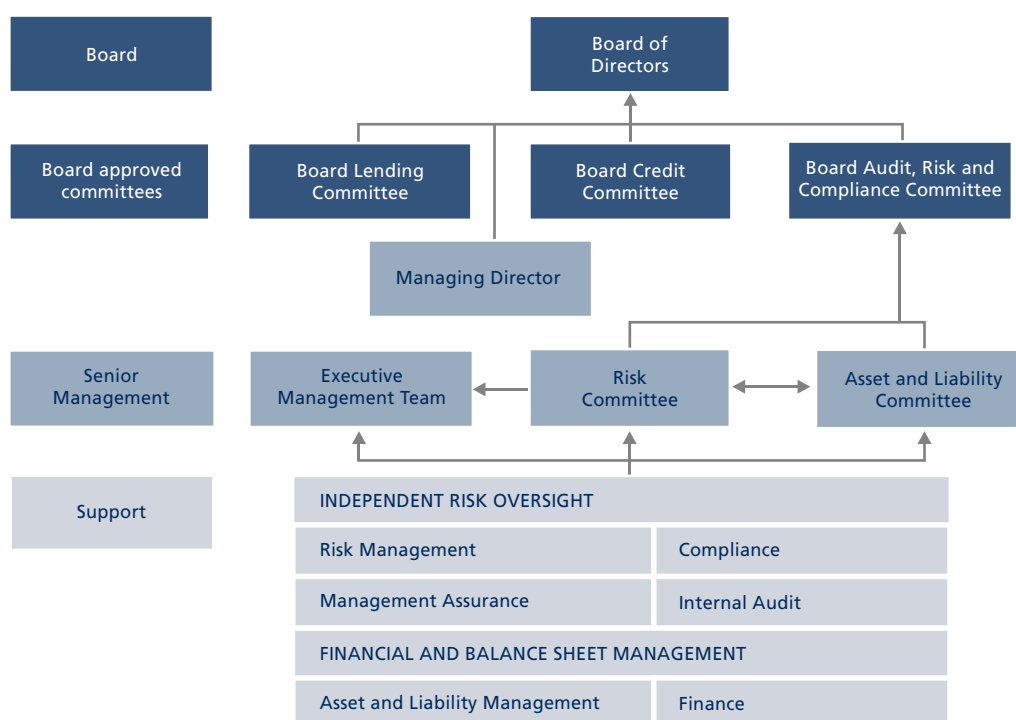 Board
Board of
Directors
Board approved
committees
Board Lending
Committee
Board Credit
Committee
Board Audit, Risk and
Compliance Committee
Managing Director
Senior
Management
Executive
Management Team
Risk
Committee
Asset and Liability
Committee
Support
INDEPENDENT RISK OVERSIGHT
Risk Management
Compliance
Management Assurance
Internal Audit
FINANCIAL AND BALANCE SHEET MANAGEMENT
Asset and Liability Management
Finance